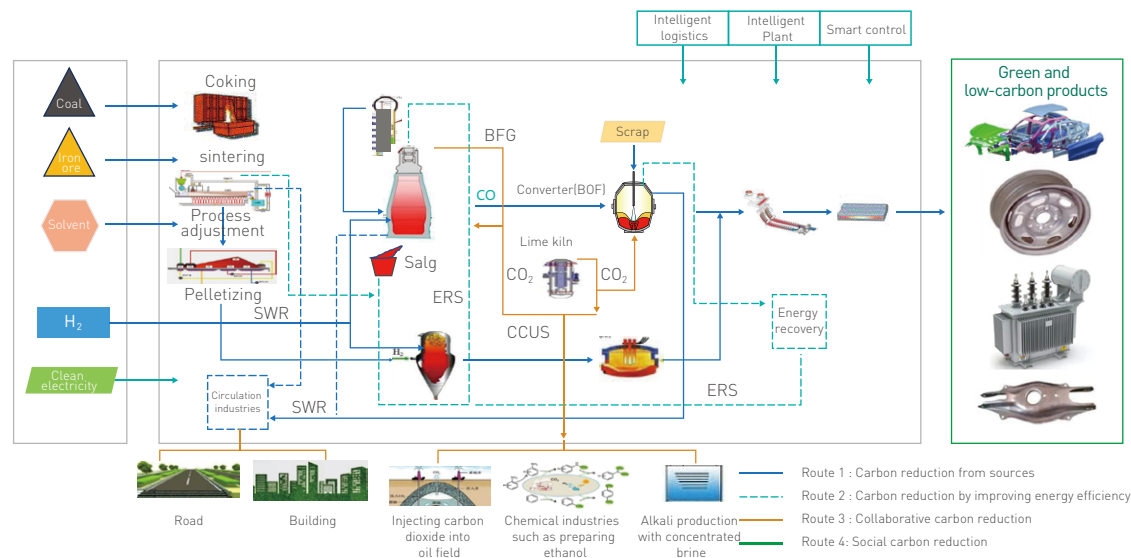 Intelligent
logistics
Intelligent
Plant
Smart control
Coal
Iron
ore
Solvent
H2
Clean
electricity
Coking
sintering
Process
adjustment
Pelletizing
SWR
Circulation
industries
SWR
BFG
CO
Salg
ERS
H2
Converter(BOF)
Scrap
Lime kiln
CO2
CO2
CCUS
Energy
recovery
ERS
Green and
low-carbon products
Road
Building
Injecting carbon
dioxide into
oil field
Chemical industries
such as preparing
ethanol
Alkali production
with concentrated
brine
Route 1 : Carbon reduction from sources
Route 2 : Carbon reduction by improving energy efficiency
Route 3 : Collaborative carbon reduction
Route 4: Social carbon reduction